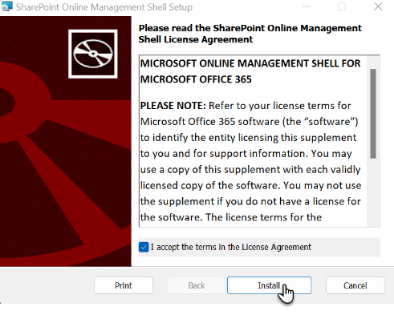 SharePoint Online Management Shell Setup
Please read the SharePoint Online Management
Shell License Agreement
MICROSOFT ONLINE MANAGEMENT SHELL FOR
MICROSOFT OFFICE 365
PLEASE NOTE: Refer to your license terms for
Microsoft Office 365 software (the “software”)
to identify the entity licensing this supplement
to you and for support information. You may
use a copy of this supplement with each validly
licensed copy of the software. You may not use
the supplement if you do not have a license for
the software. The license terms for the
I accept the terms in the License Agreement
Print Back Install Cancel